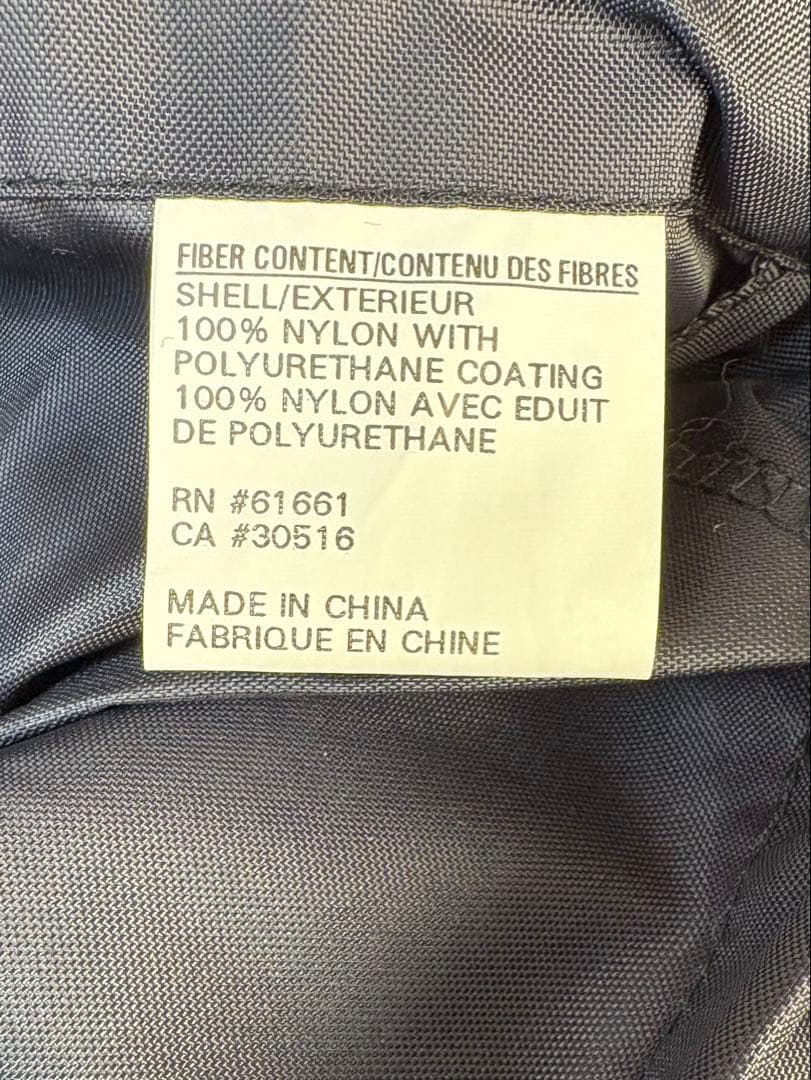 FIBER CONTENT/CONTENU DES FIBRES
SHELL/EXTERIEUR
100% NYLON WITH
POLYURETHANE COATING
100% NYLON AVEC EDUIT
DE POLYURETHANE
RN #61661
CA #30516
MADE IN CHINA
FABRIQUE EN CHINE